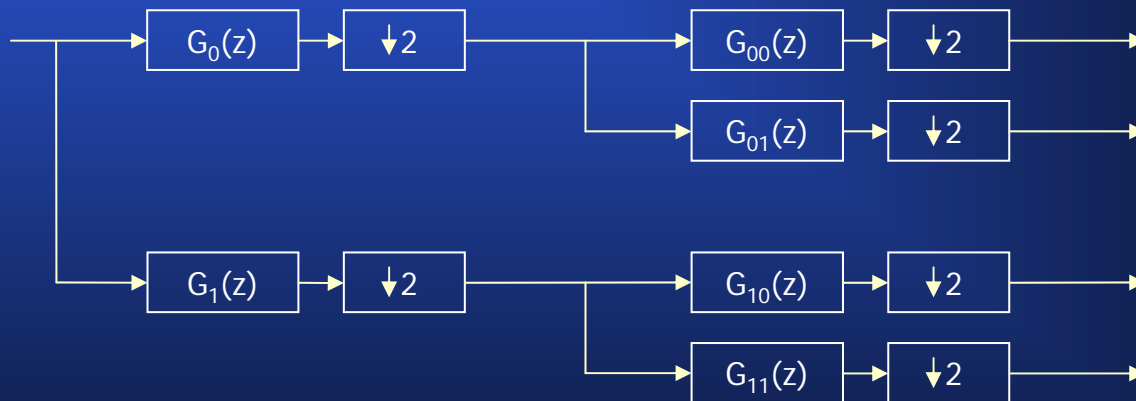 G₀(z) ↓2 G₀₀(z) ↓2
G₀₁(z) ↓2
G₁(z) ↓2 G₁₀(z) ↓2
G₁₁(z) ↓2